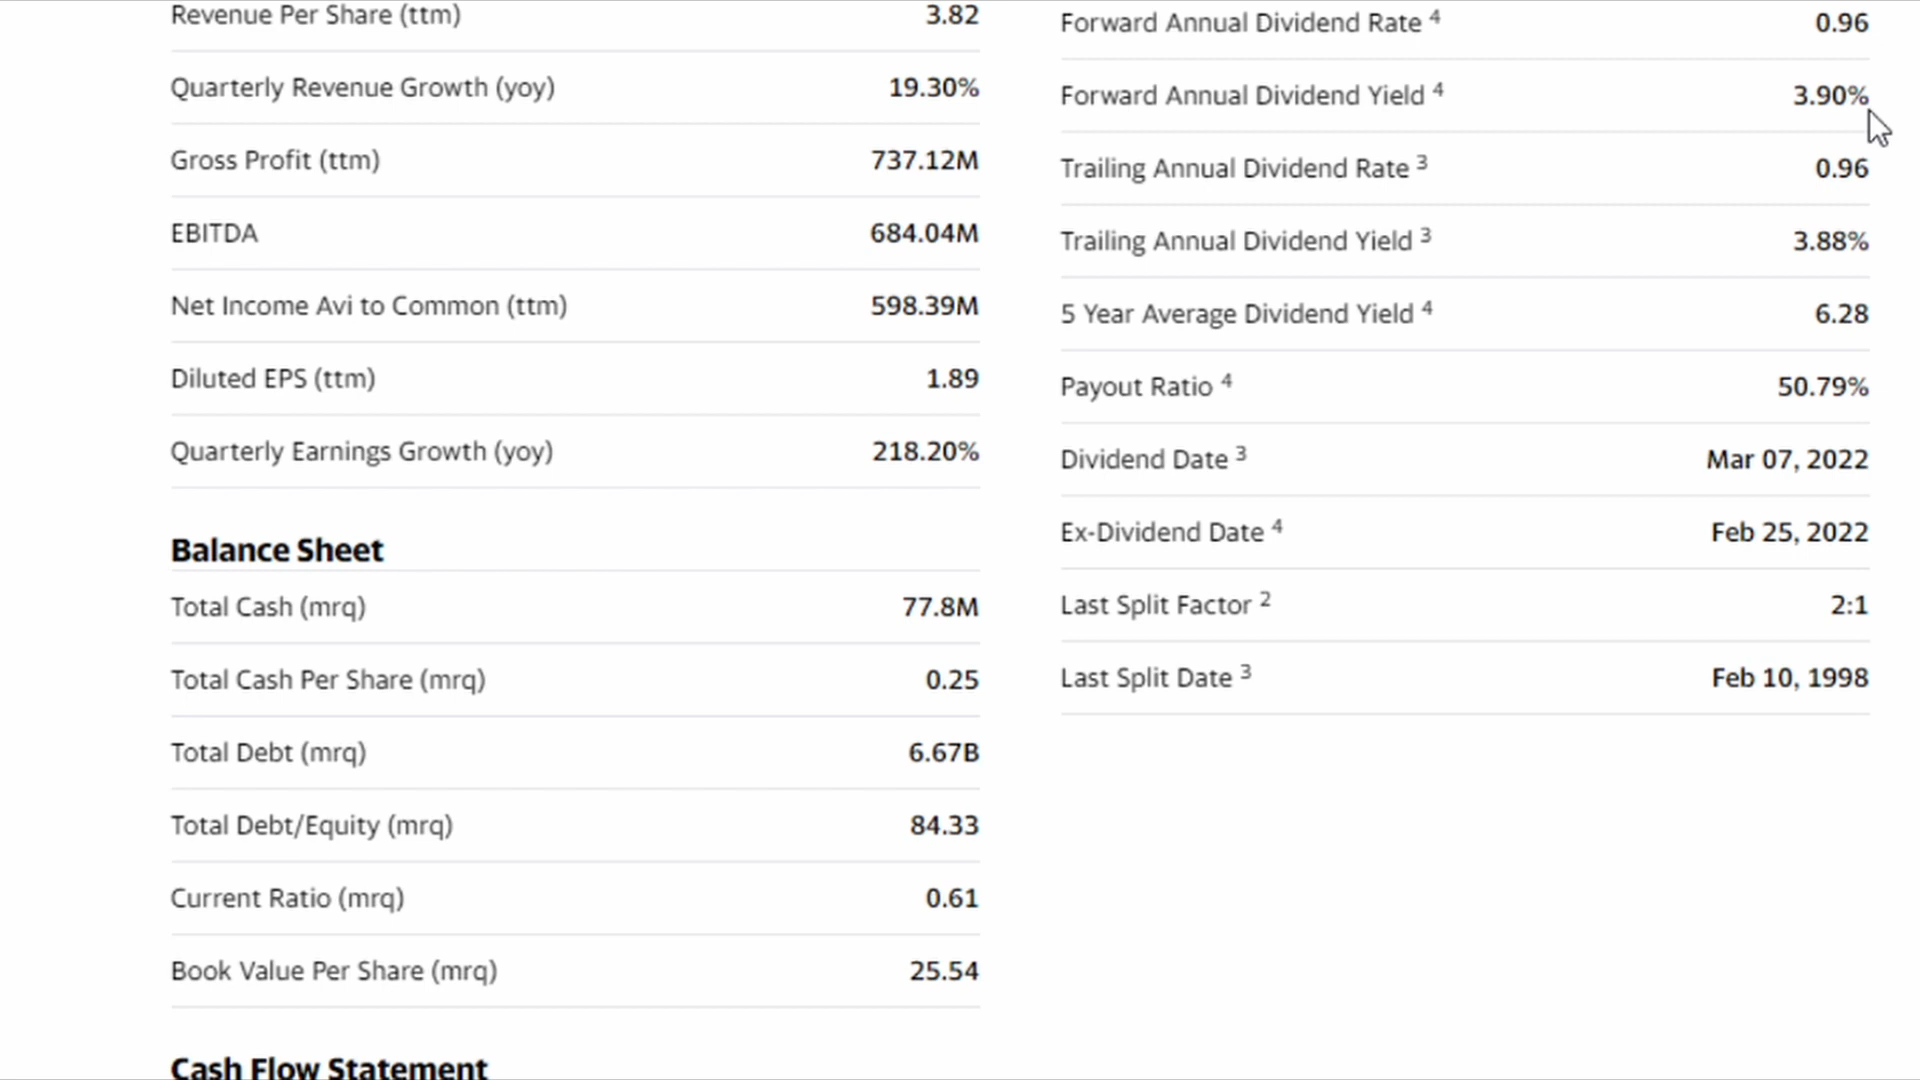 Revenue Per Share (ttm) 3.82
Quarterly Revenue Growth (yoy) 19.30%
Gross Profit (ttm) 737.12M
EBITDA 684.04M
Net Income Avi to Common (ttm) 598.39M
Diluted EPS (ttm) 1.89
Quarterly Earnings Growth (yoy) 218.20%
Balance Sheet
Total Cash (mrq) 77.8M
Total Cash Per Share (mrq) 0.25
Total Debt (mrq) 6.67B
Total Debt/Equity (mrq) 84.33
Current Ratio (mrq) 0.61
Book Value Per Share (mrq) 25.54
Cash Flow Statement
Forward Annual Dividend Rate 4 0.96
Forward Annual Dividend Yield 4 3.90%
Trailing Annual Dividend Rate 3 0.96
Trailing Annual Dividend Yield 3 3.88%
5 Year Average Dividend Yield 4 6.28
Payout Ratio 4 50.79%
Dividend Date 3 Mar 07, 2022
Ex-Dividend Date 4 Feb 25, 2022
Last Split Factor 2 2:1
Last Split Date 3 Feb 10, 1998